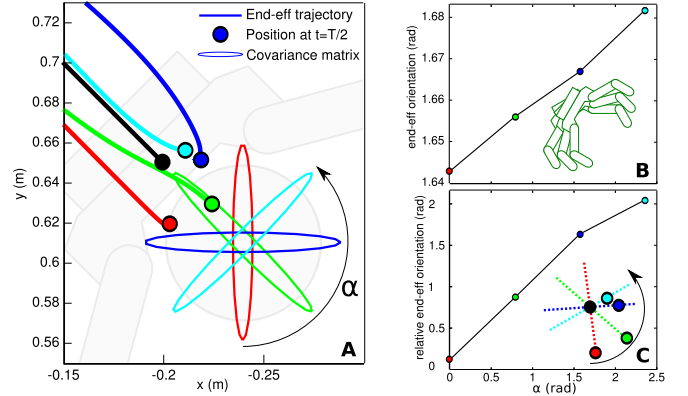 End-eff trajectory
Position at t=T/2
Covariance matrix
0.72
0.7
0.68
0.66
0.64
0.62
0.6
0.58
0.56
y (m)
-0.15
-0.2
-0.25
x (m)
α
A
1.68
1.67
1.66
1.65
1.64
end-eff orientation (rad)
B
2
1.5
1
0.5
0
relative end-eff orientation (rad)
0
0.5
1.0
1.5
2.0
2.5
α (rad)
C